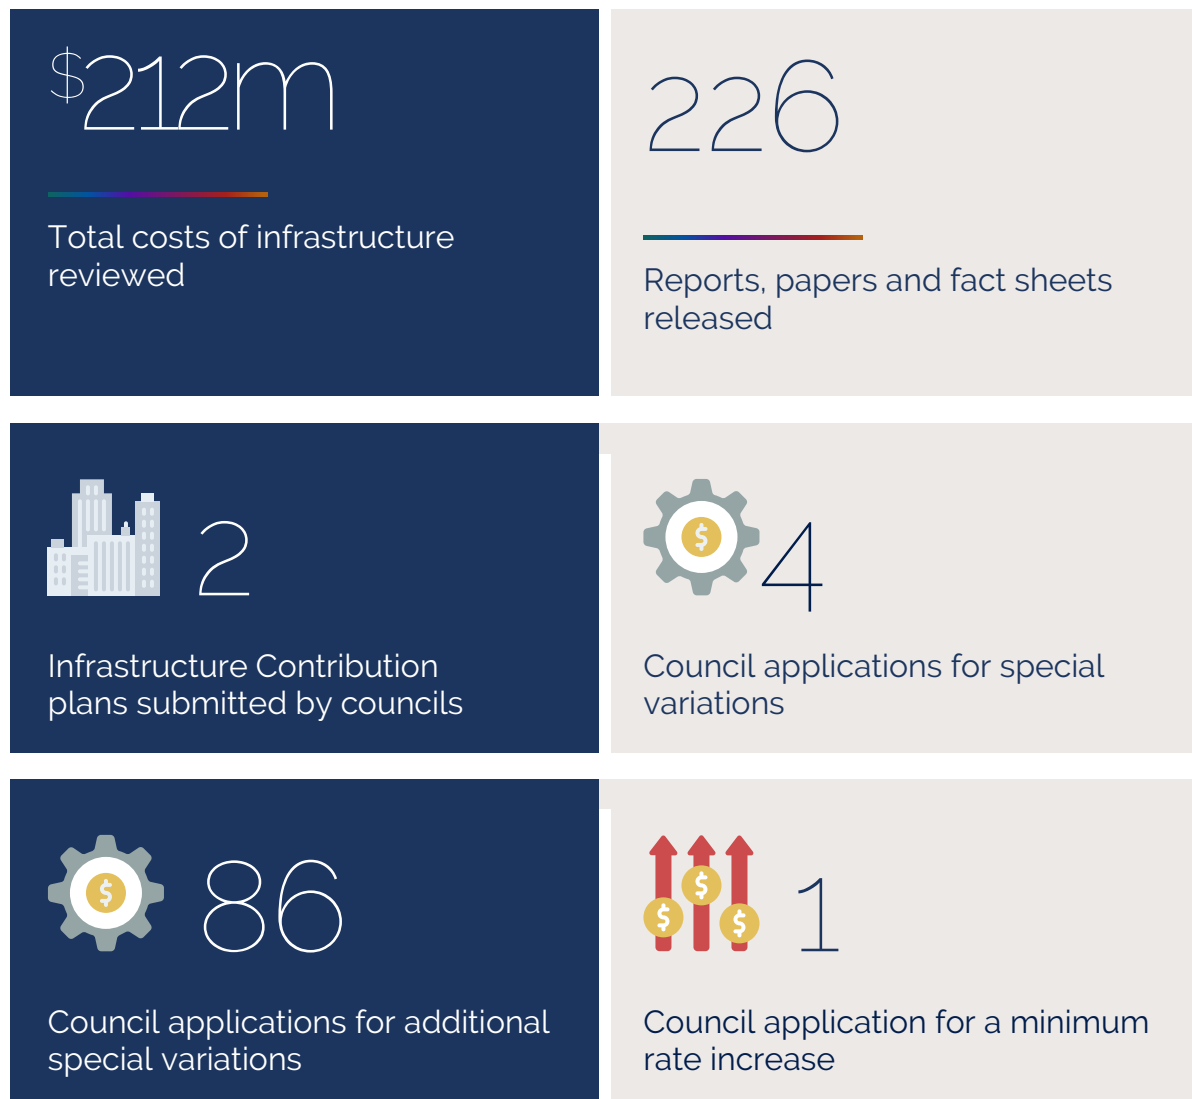 $212m
Total costs of infrastructure
reviewed
226
Reports, papers and fact sheets
released
2
Infrastructure Contribution
plans submitted by councils
$
4
Council applications for special
variations
$
86
Council applications for additional
special variations
$ $ $
1
Council application for a minimum
rate increase